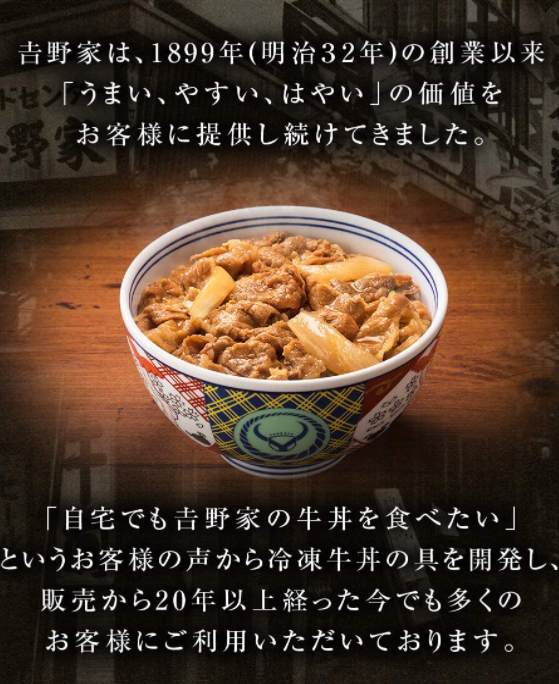 𠮷野家は、1899年(明治32年)の創業以来
「うまい、やすい、はやい」の価値を
お客様に提供し続けてきました。
野家
「自宅でも𠮷野家の牛丼を食べたい」
というお客様の声から冷凍牛丼の具を開発し、
販売から20年以上経った今でも多くの
お客様にご利用いただいております。